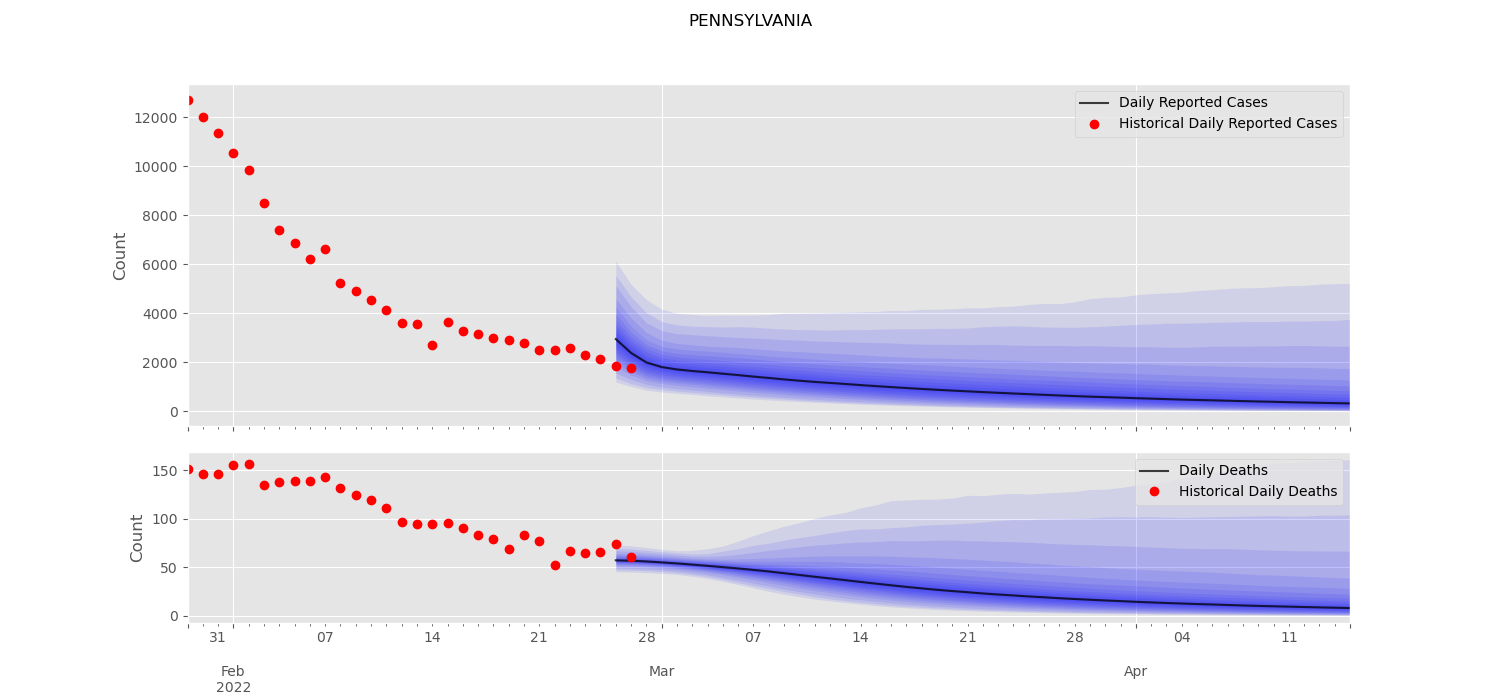 PENNSYLVANIA
Daily Reported Cases
Historical Daily Reported Cases
12000
10000
8000
6000
4000
2000
0
Count
Daily Deaths
Historical Daily Deaths
150
100
50
0
Count
31 07 14 21 28 07 14 21 28 04 11
Feb Mar Apr
2022